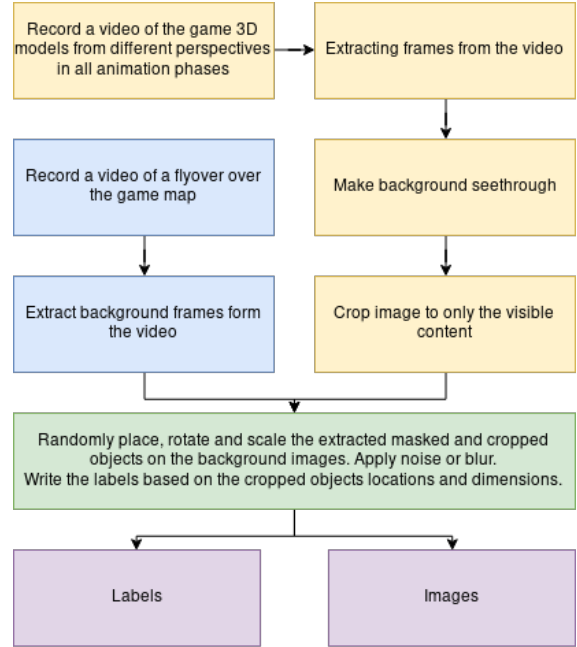 Record a video of the game 3D
models from different perspectives
in all animation phases
Extracting frames from the video
Record a video of a flyover over
the game map
Make background seethrough
Extract background frames form
the video
Crop image to only the visible
content
Randomly place, rotate and scale the extracted masked and cropped
objects on the background images. Apply noise or blur.
Write the labels based on the cropped objects locations and dimensions.
Labels
Images